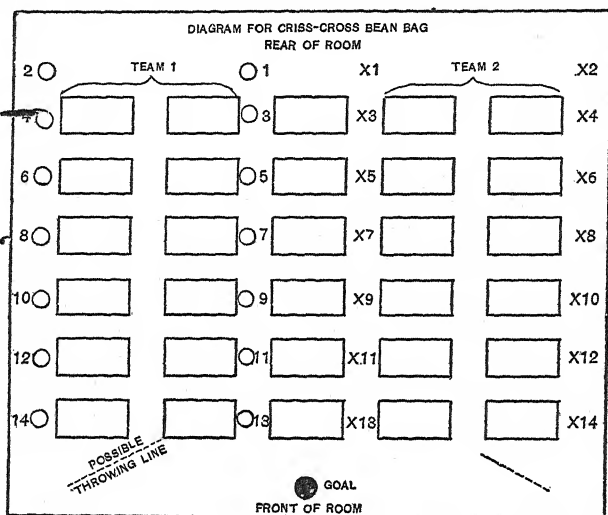 DIAGRAM FOR CRISS-CROSS BEAN BAG
REAR OF ROOM
2 TEAM 1 1 X1 TEAM 2 X2
4 3 X3 X4
6 5 X5 X6
8 7 X7 X8
10 9 X9 X10
12 11 X11 X12
14 13 X13 X14
POSSIBLE
THROWING LINE
GOAL
FRONT OF ROOM